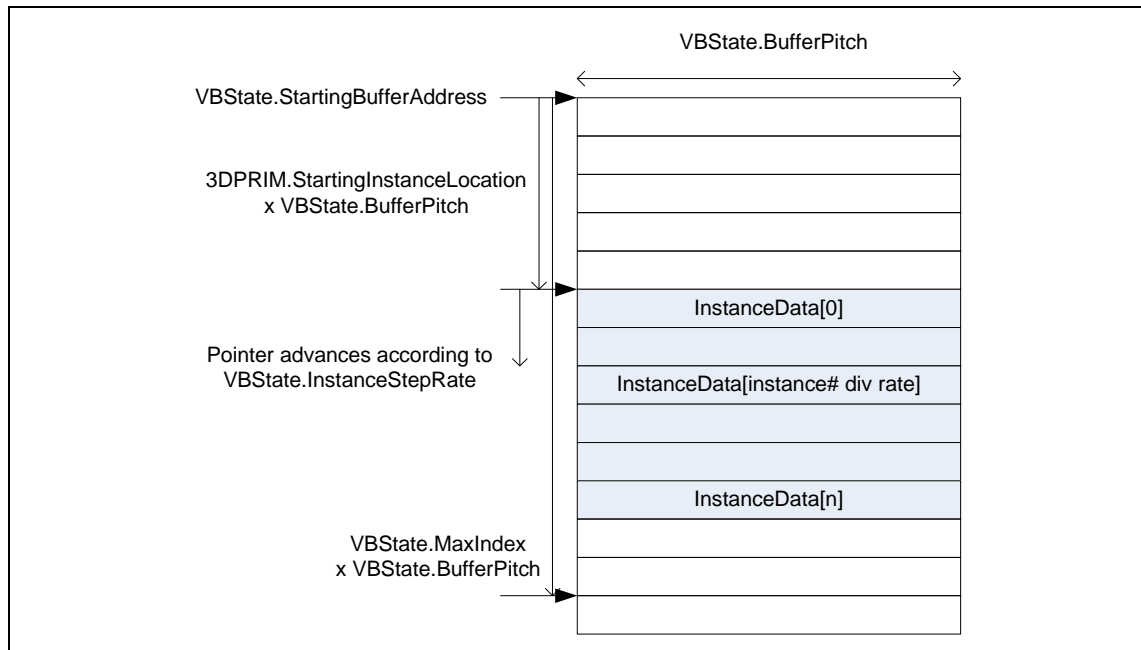 VBState.BufferPitch
VBState.StartingBufferAddress
3DPRIM.StartingInstanceLocation
x VBState.BufferPitch
InstanceData[0]
Pointer advances according to
VBState.InstanceStepRate
InstanceData[instance# div rate]
InstanceData[n]
VBState.MaxIndex
x VBState.BufferPitch